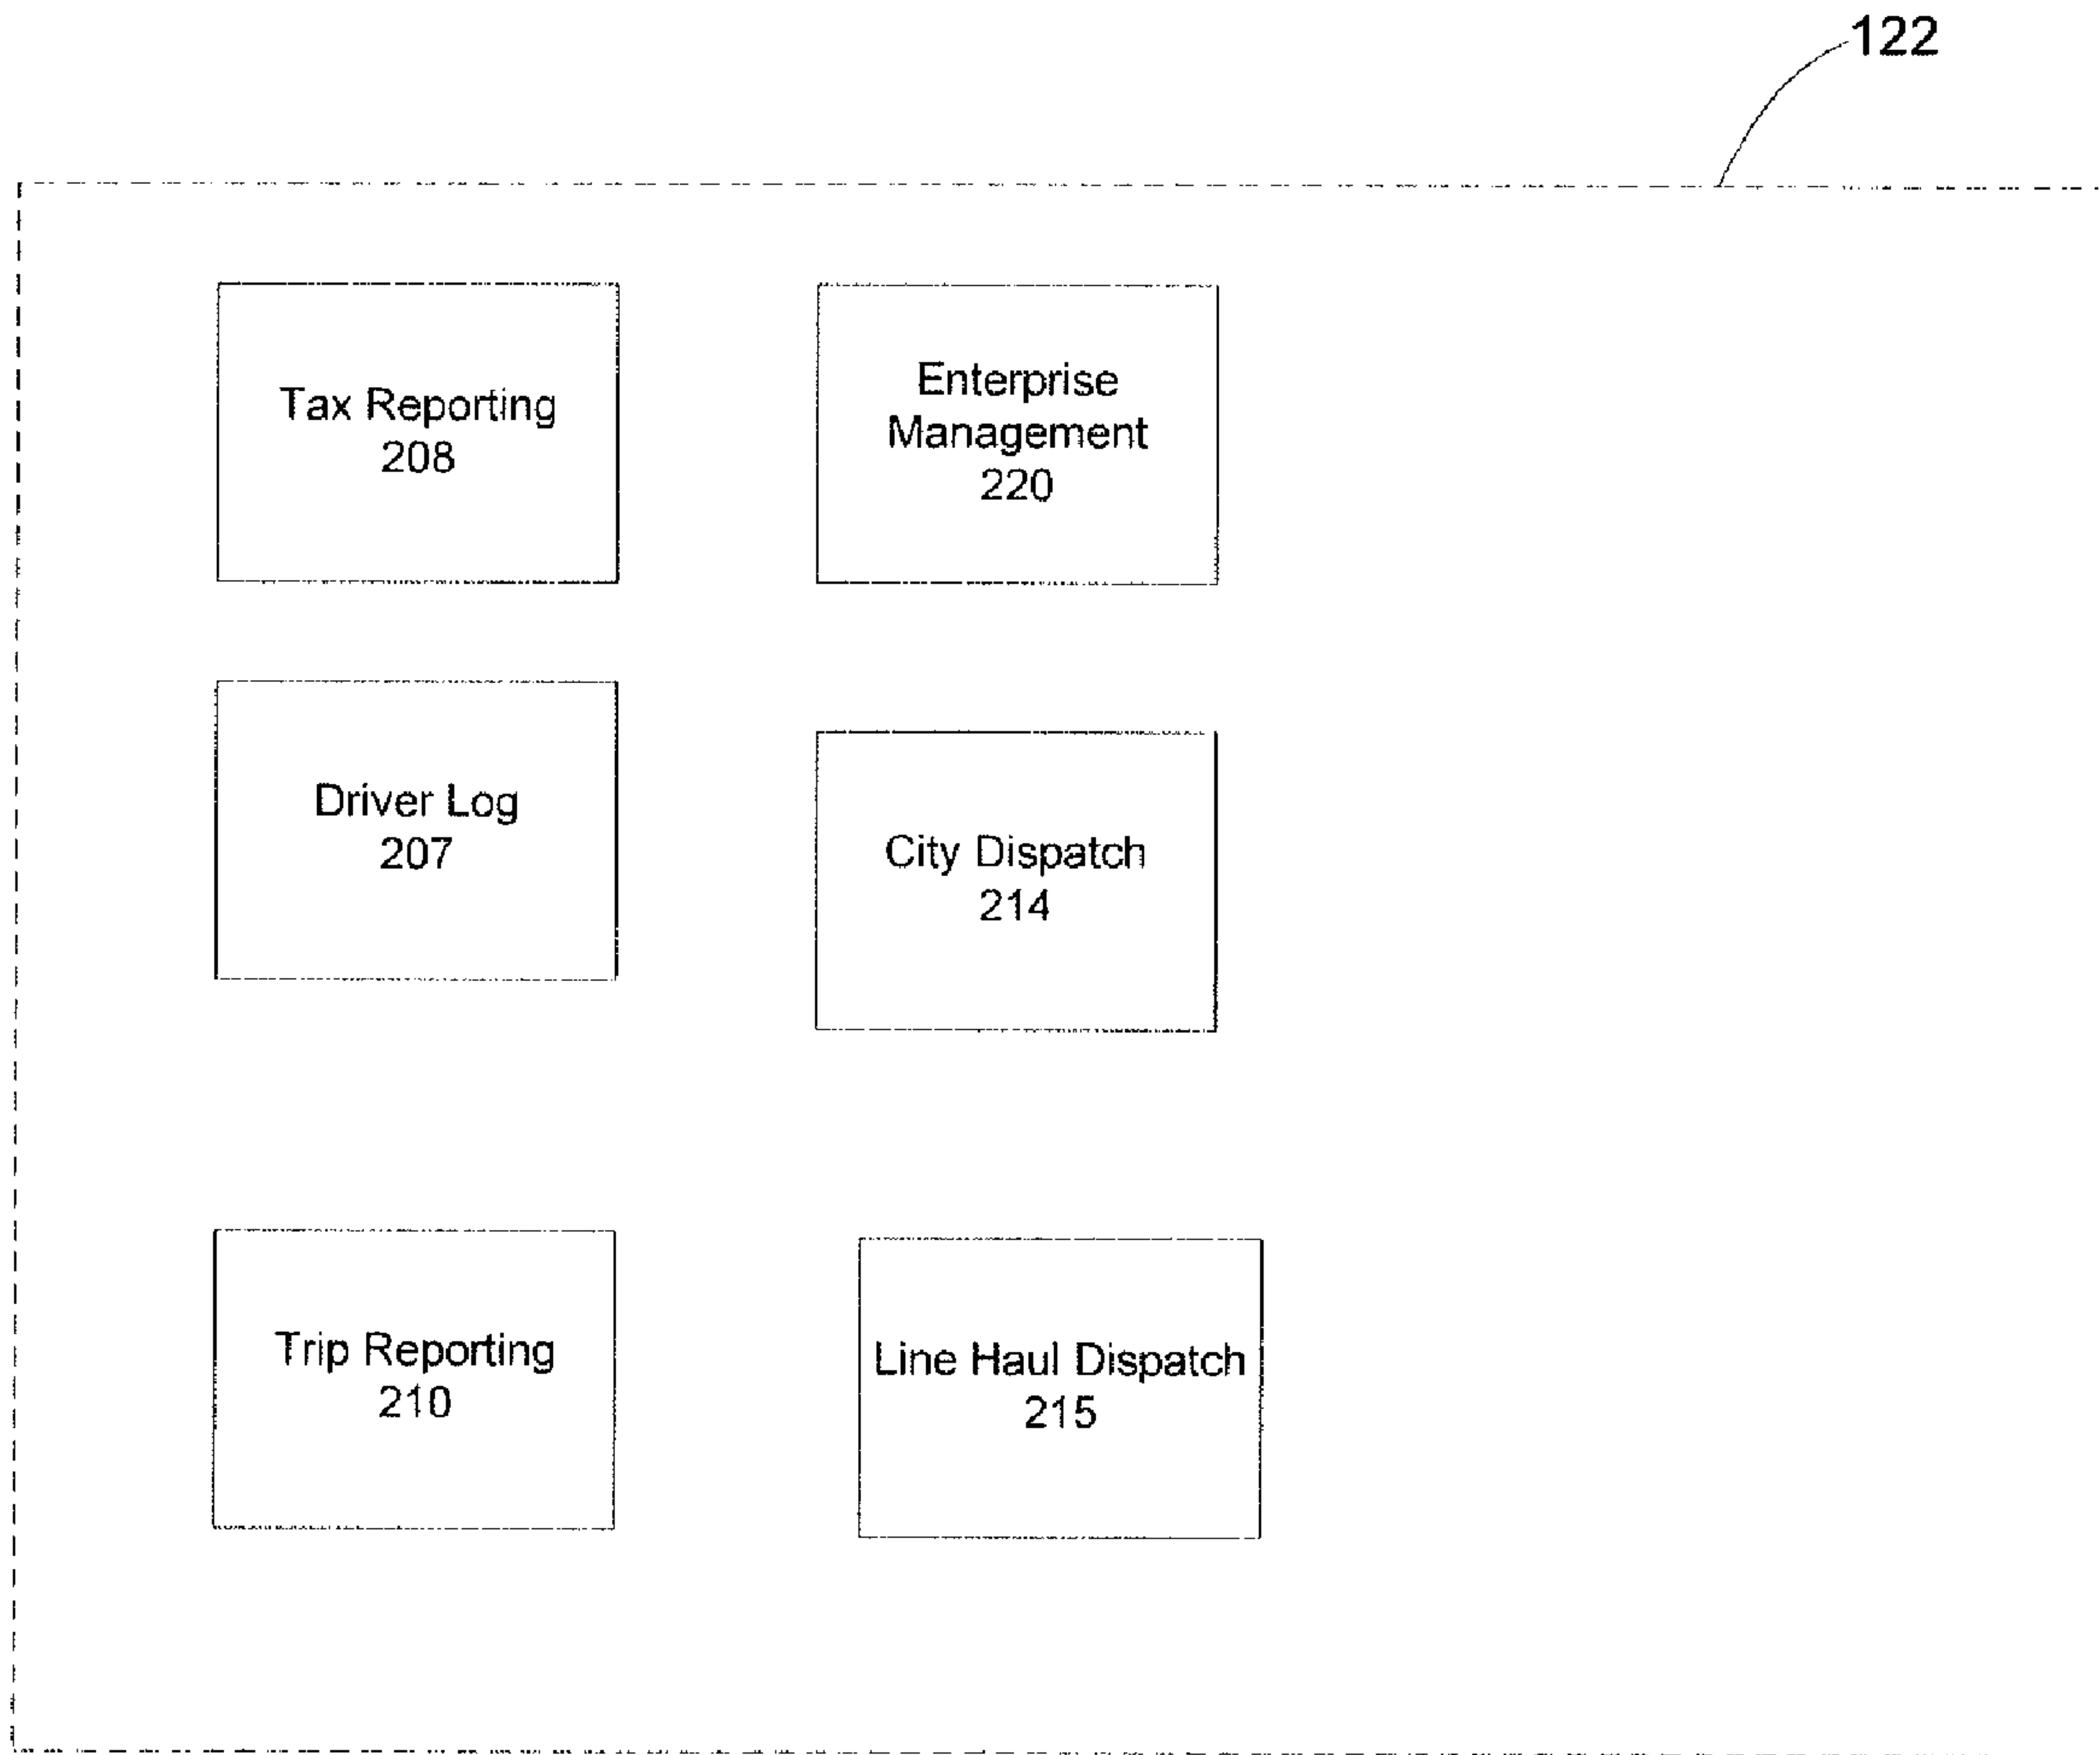 122
Tax Reporting
208
Enterprise
Management
220
Driver Log
207
City Dispatch
214
Trip Reporting
210
Line Haul Dispatch
215